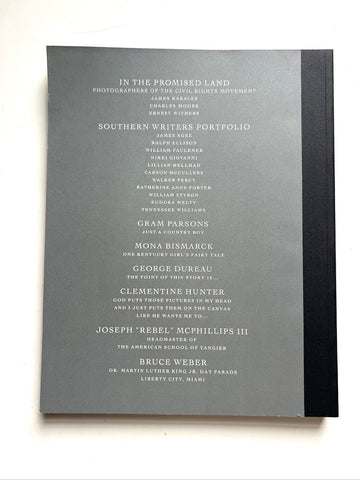 IN THE PROMISED LAND
PHOTOGRAPHERS OF THE CIVIL RIGHTS MOVEMENT
JAMES KARALES
CHARLES MOORE
ERNEST WITHERS
SOUTHERN WRITERS PORTFOLIO
JAMES AGEE
RALPH ELLISON
WILLIAM FAULKNER
NIKKI GIOVANNI
LILLIAN HELLMAN
CARSON MCCULLERS
WALKER PERCY
KATHERINE ANNE PORTER
WILLIAM STYRON
EUDORA WELTY
TENNESSEE WILLIAMS
GRAM PARSONS
JUST A COUNTRY BOY
MONA BISMARCK
ONE KENTUCKY GIRL'S FAIRY TALE
GEORGE DUREAU
THE POINT OF THIS STORY IS...
CLEMENTINE HUNTER
GOD PUTS THOSE PICTURES IN MY HEAD
AND I JUST PUTS THEM ON THE CANVAS
LIKE HE WANTS ME TO...
JOSEPH "REBEL" MCPHILLIPS III
HEADMASTER OF
THE AMERICAN SCHOOL OF TANGIER
BRUCE WEBER
DR. MARTIN LUTHER KING JR. DAY PARADE
LIBERTY CITY, MIAMI